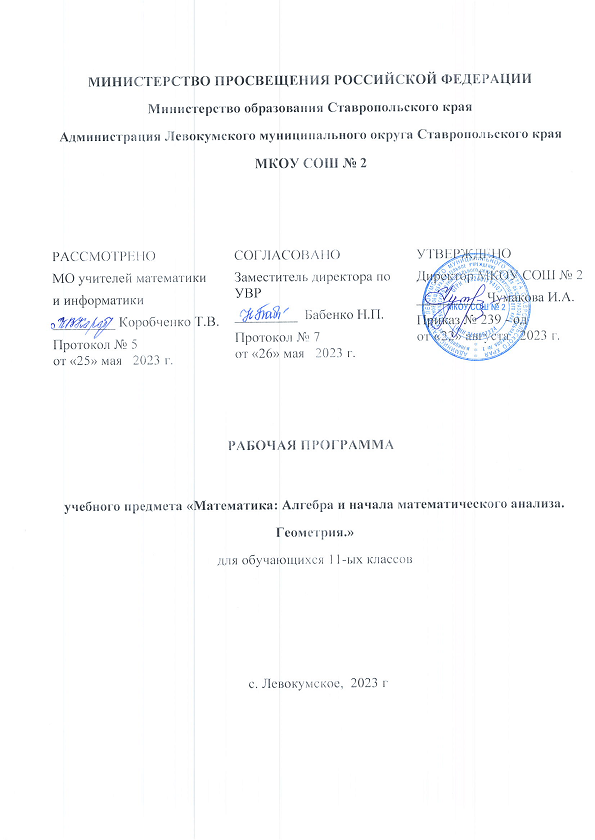 МИНИСТЕРСТВО ПРОСВЕЩЕНИЯ РОССИЙСКОЙ ФЕДЕРАЦИИ
Министерство образования Ставропольского края
Администрация Левокумского муниципального округа Ставропольского края
МКОУ СОШ № 2
РАССМОТРЕНО
МО учителей математики
и информатики
Коробченко Т.В.
Протокол № 5
от «25» мая 2023 г.
СОГЛАСОВАНО
Заместитель директора по
УВР
Бабенко Н.П.
Протокол № 7
от «26» мая 2023 г.
УТВЕРЖДЕНО
Директор МКОУ СОШ № 2
Чумакова И.А.
Приказ № 239 - од
от «23» августа 2023 г.
МКОУ СОШ № 2
РАБОЧАЯ ПРОГРАММА
учебного предмета «Математика: Алгебра и начала математического анализа.
Геометрия.»
для обучающихся 11-ых классов
с. Левокумское, 2023 г